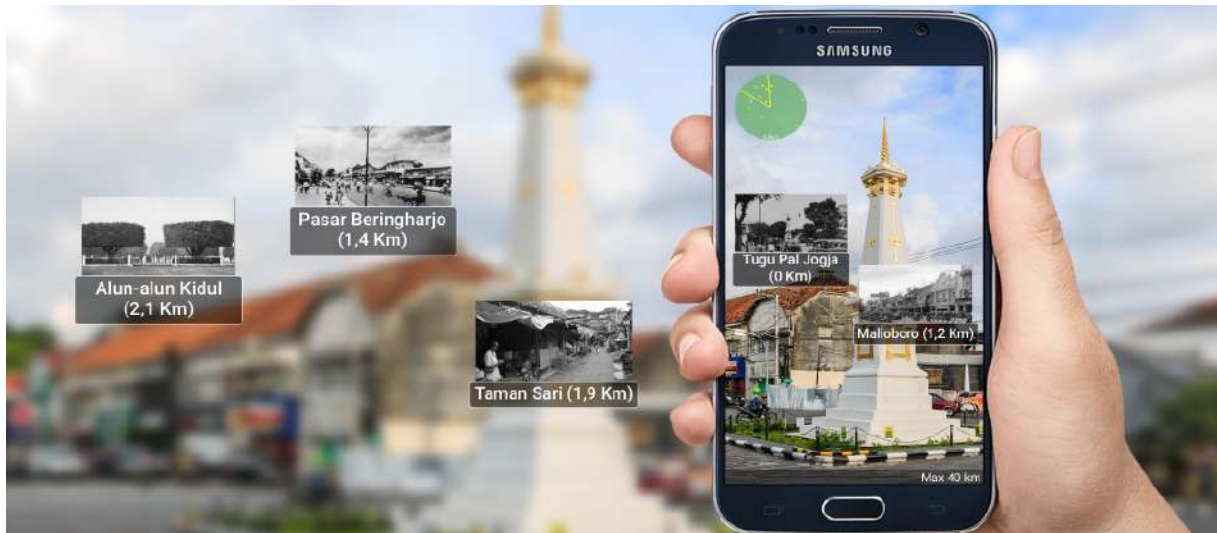 SAMSUNG
Pasar Beringharjo
(1,4 Km)
Alun-alun Kidul
(2,1 Km)
Tugu Pal Jogja
(0 Km)
Malioboro (1,2 Km)
Taman Sari (1,9 Km)
Max 40 km